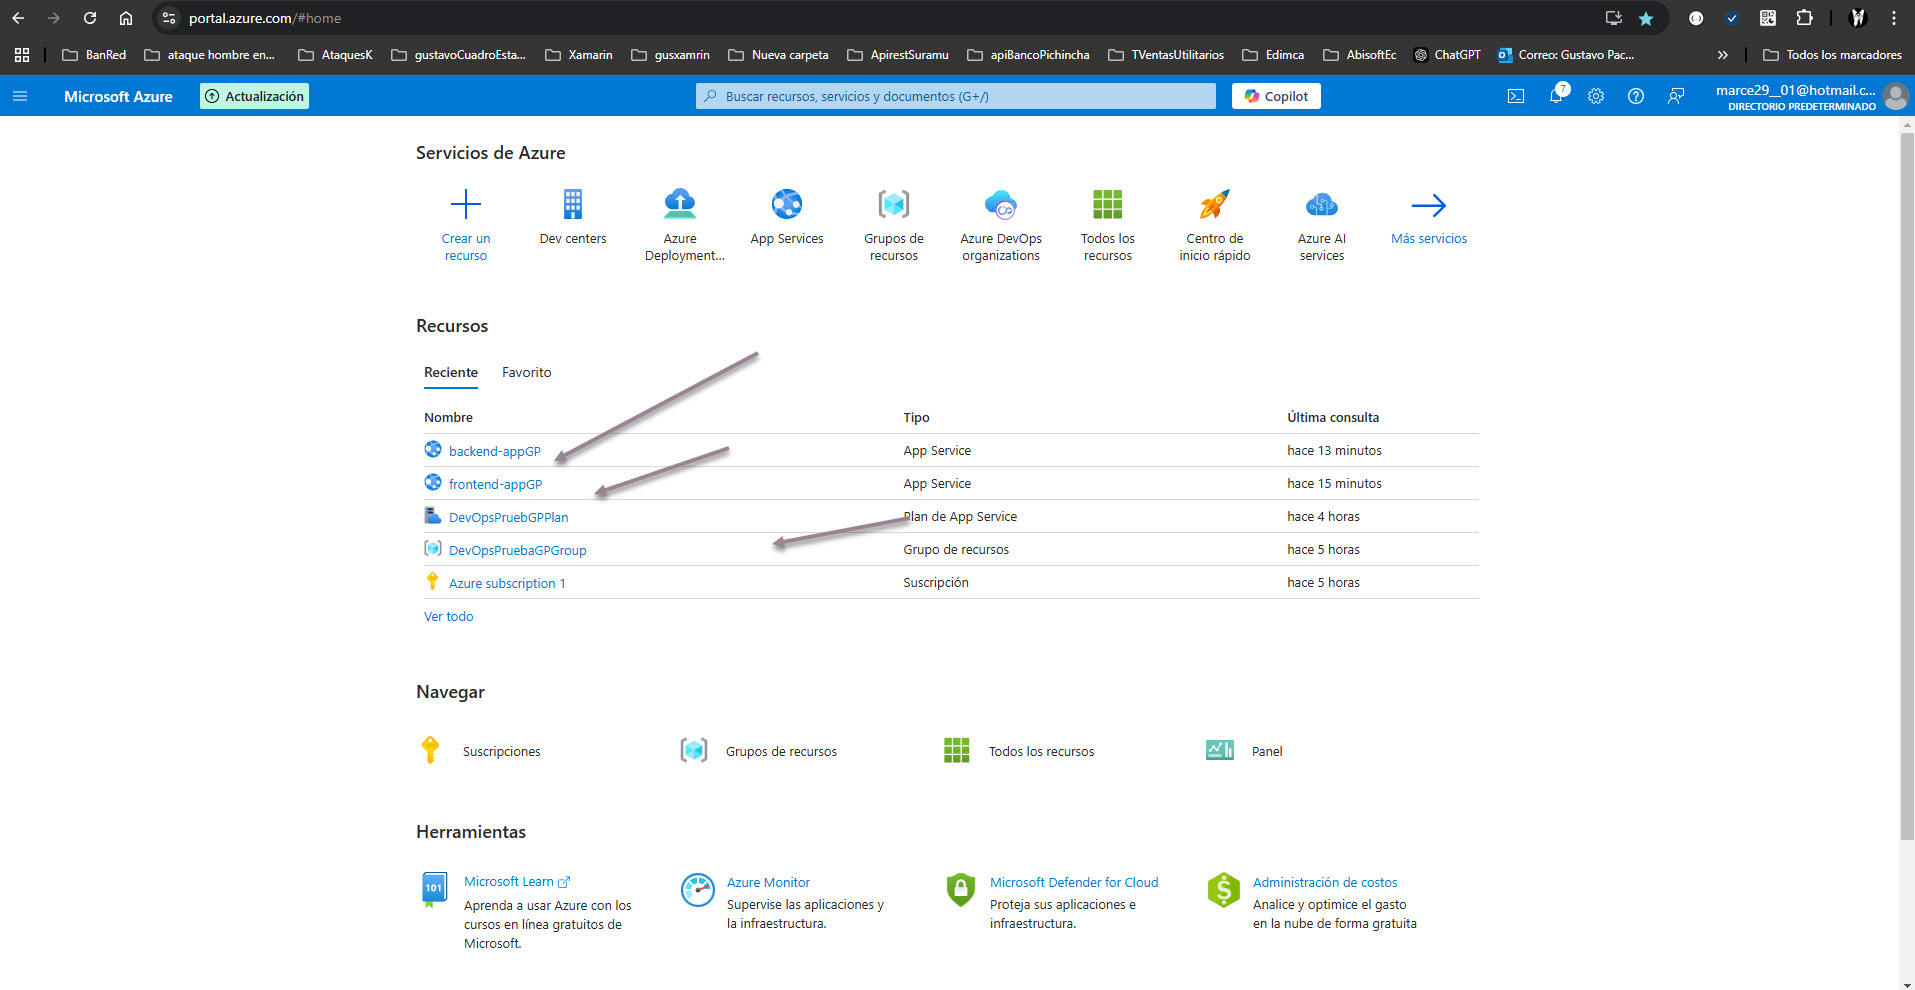 portal.azure.com/#home
BanRed
ataque hombre en...
AtaquesK
gustavoCuadroEsta...
Xamarin
gusxamrin
Nueva carpeta
ApirestSuramu
apiBancoPichincha
TVentasUtilitarios
Edimca
AbisoftEc
ChatGPT
Correo: Gustavo Pac...
»
Todos los marcadores
Microsoft Azure
Actualización
Buscar recursos, servicios y documentos (G+/)
Copilot
7
marce29__01@hotmail.c...
DIRECTORIO PREDETERMINADO
Servicios de Azure
Crear un
recurso
Dev centers
Azure
Deployment...
App Services
Grupos de
recursos
Azure DevOps
organizations
Todos los
recursos
Centro de
inicio rápido
Azure AI
services
Más servicios
Recursos
Reciente
Favorito
Nombre
Tipo
Última consulta
backend-appGP
App Service
hace 13 minutos
frontend-appGP
App Service
hace 15 minutos
DevOpsPruebGPPlan
Plan de App Service
hace 4 horas
DevOpsPruebaGPGroup
Grupo de recursos
hace 5 horas
Azure subscription 1
Suscripción
hace 5 horas
Ver todo
Navegar
Suscripciones
Grupos de recursos
Todos los recursos
Panel
Herramientas
101
Microsoft Learn
Aprenda a usar Azure con los
cursos en línea gratuitos de
Microsoft.
Azure Monitor
Supervise las aplicaciones y
la infraestructura.
Microsoft Defender for Cloud
Proteja sus aplicaciones e
infraestructura.
$
Administración de costos
Analice y optimice el gasto
en la nube de forma gratuita